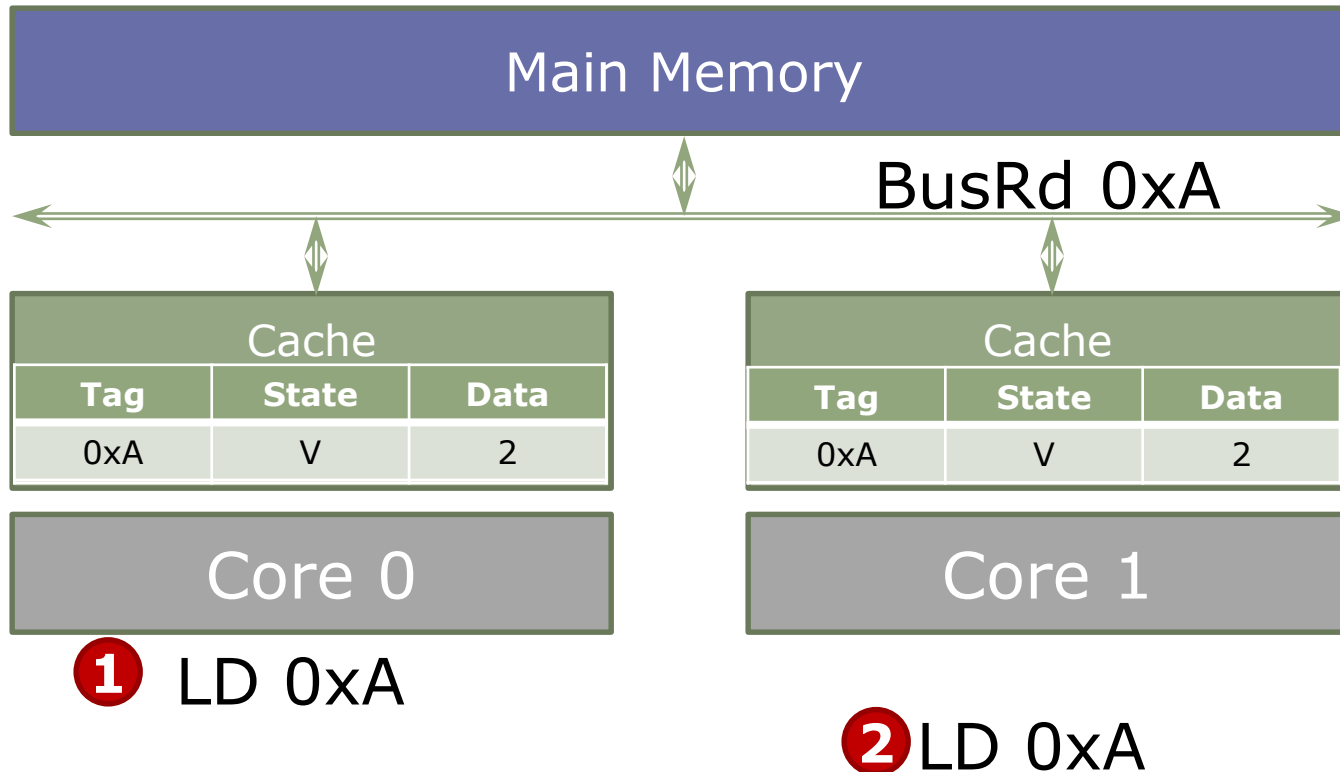 Main Memory
BusRd 0xA
Cache
Tag State Data
0xA V 2
Core 0
1 LD 0xA
Cache
Tag State Data
0xA V 2
Core 1
2 LD 0xA